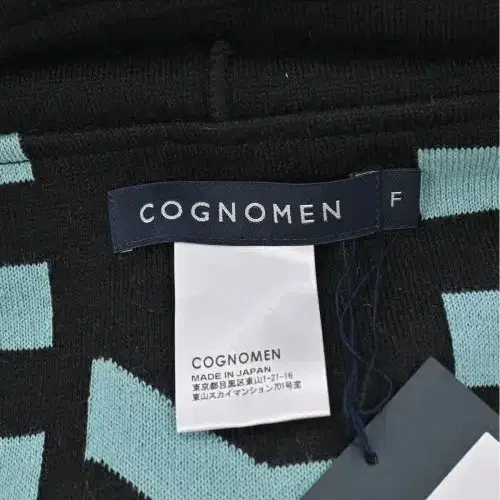 COGNOMEN F
COGNOMEN
MADE IN JAPAN
東京都目黒区東山1-21-16
東山スカイマンション701号室